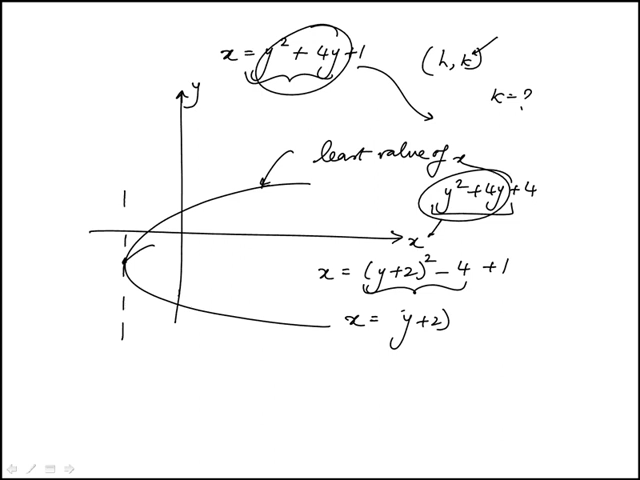 x = y² + 4y + 1
(h, k)
k = ?
y
least value of x
y² + 4y + 4
x
x = (y+2)² - 4 + 1
x = y+2)